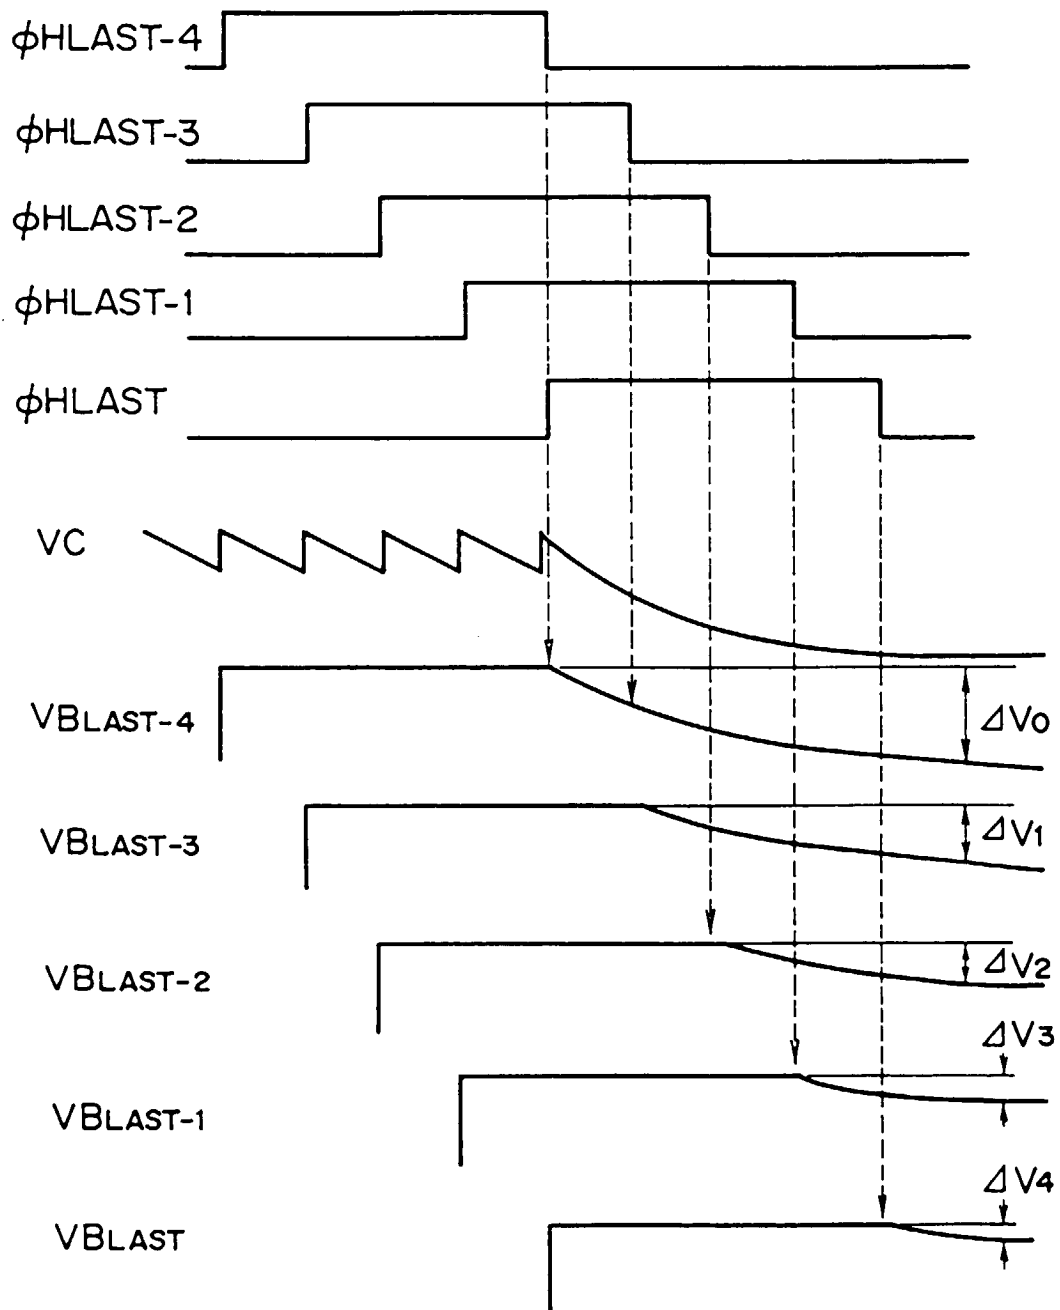 ϕHLAST-4
ϕHLAST-3
ϕHLAST-2
ϕHLAST-1
ϕHLAST
VC
VBLAST-4
ΔV0
VBLAST-3
ΔV1
VBLAST-2
ΔV2
ΔV3
VBLAST-1
ΔV4
VBLAST